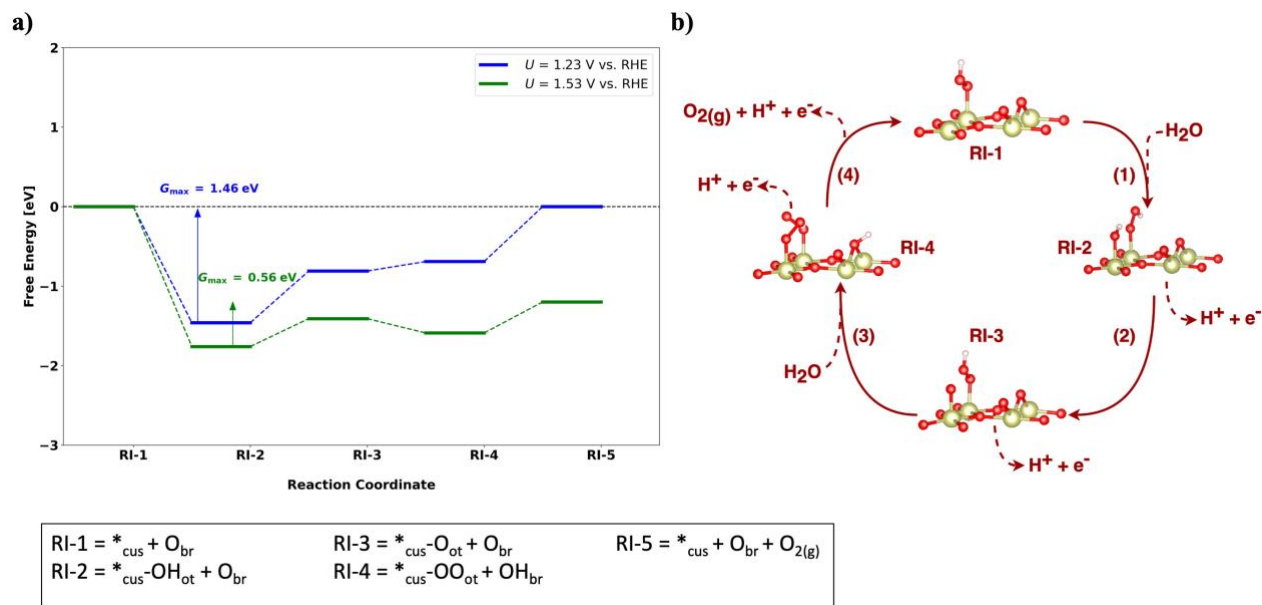 a)
U = 1.23 V vs. RHE
U = 1.53 V vs. RHE
2
1
0
−1
−2
−3
Free Energy [eV]
G_max = 1.46 eV
G_max = 0.56 eV
RI-1 RI-2 RI-3 RI-4 RI-5
Reaction Coordinate
b)
RI-1
O₂(g) + H⁺ + e⁻
(4)
(1)
H₂O
H⁺ + e⁻
RI-4
RI-2
H⁺ + e⁻
(3)
(2)
H₂O
RI-3
H⁺ + e⁻
RI-1 = *cus + Obr RI-3 = *cus-Oot + Obr RI-5 = *cus + Obr + O2(g)
RI-2 = *cus-OHot + Obr RI-4 = *cus-OOot + OHbr